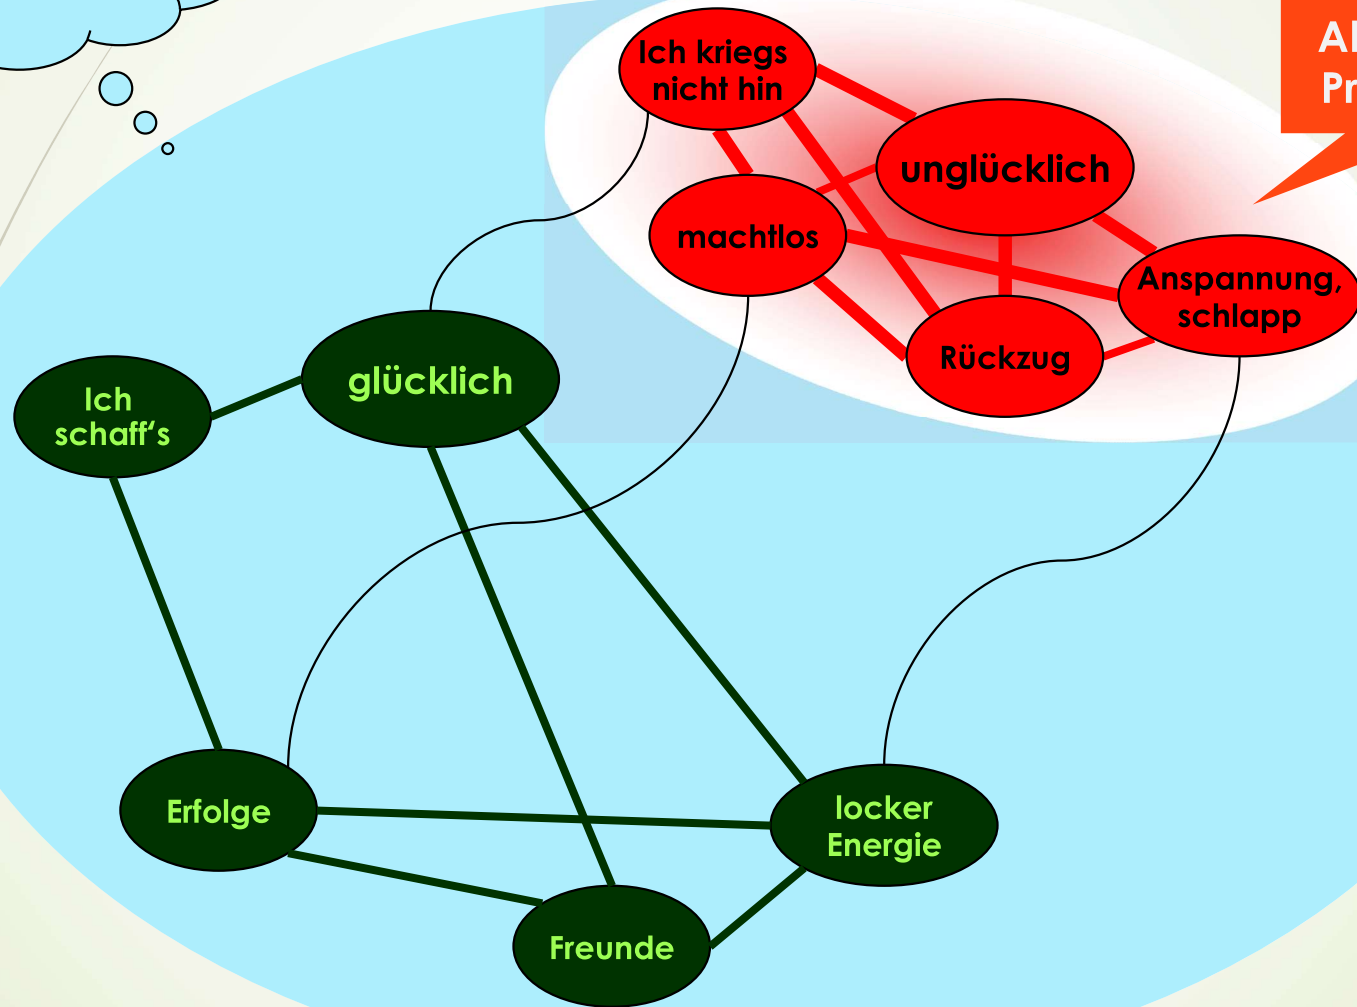 Ich kriegs
nicht hin
unglücklich
machtlos
Anspannung,
schlapp
Rückzug
glücklich
Ich
schaff‘s
Erfolge
locker
Energie
Freunde